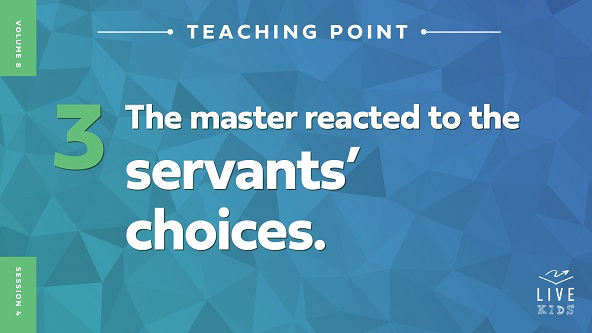 VOLUME 8
TEACHING POINT
3
The master reacted to the
servants’
choices.
SESSION 4
LIVE
KIDS